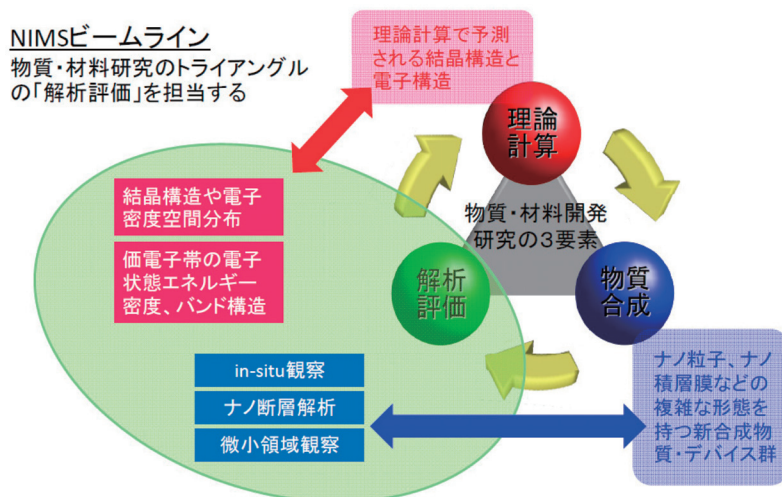 NIMSビームライン
物質・材料研究のトライアングル
の「解析評価」を担当する
理論計算で予測
される結晶構造と
電子構造
理論
計算
結晶構造や電子
密度空間分布
物質・材料開発
研究の3要素
価電子帯の電子
状態エネルギー
密度、バンド構造
解析
評価
物質
合成
in-situ観察
ナノ断層解析
微小領域観察
ナノ粒子、ナノ
積層膜などの
複雑な形態を
持つ新合成物
質・デバイス群